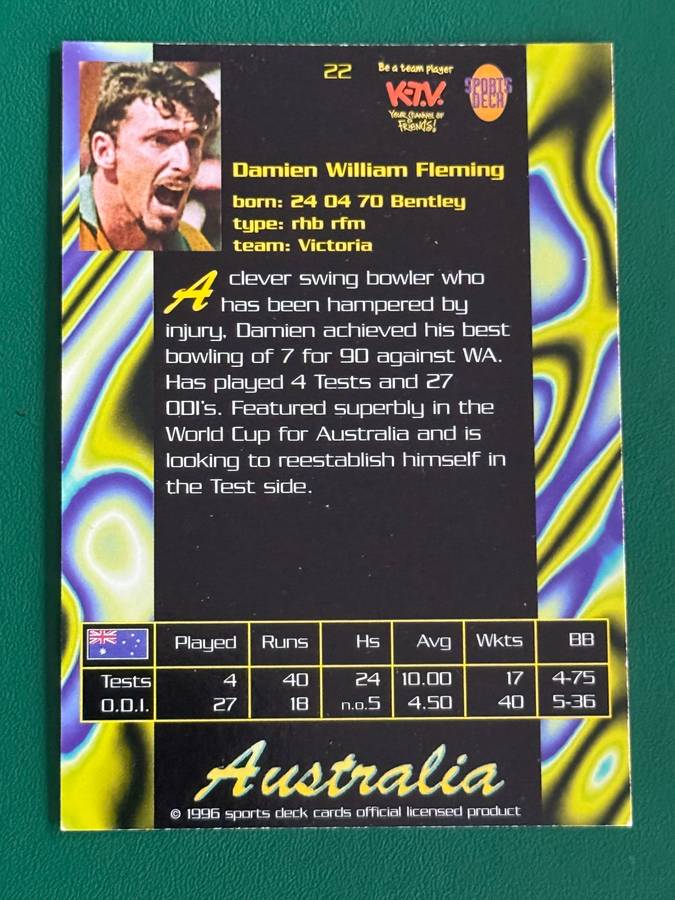 22
Be a team player
K-T.V.
YOUR CHANNEL OF
FRIENDS!
SPORTS
DECK
Damien William Fleming
born: 24 04 70 Bentley
type: rhb rfm
team: Victoria
A clever swing bowler who
has been hampered by
injury, Damien achieved his best
bowling of 7 for 90 against WA.
Has played 4 Tests and 27
ODI's. Featured superbly in the
World Cup for Australia and is
looking to reestablish himself in
the Test side.
Played Runs Hs Avg Wkts BB
Tests 4 40 24 10.00 17 4-75
O.D.I. 27 18 n.o.5 4.50 40 5-36
Australia
© 1996 sports deck cards official licensed product